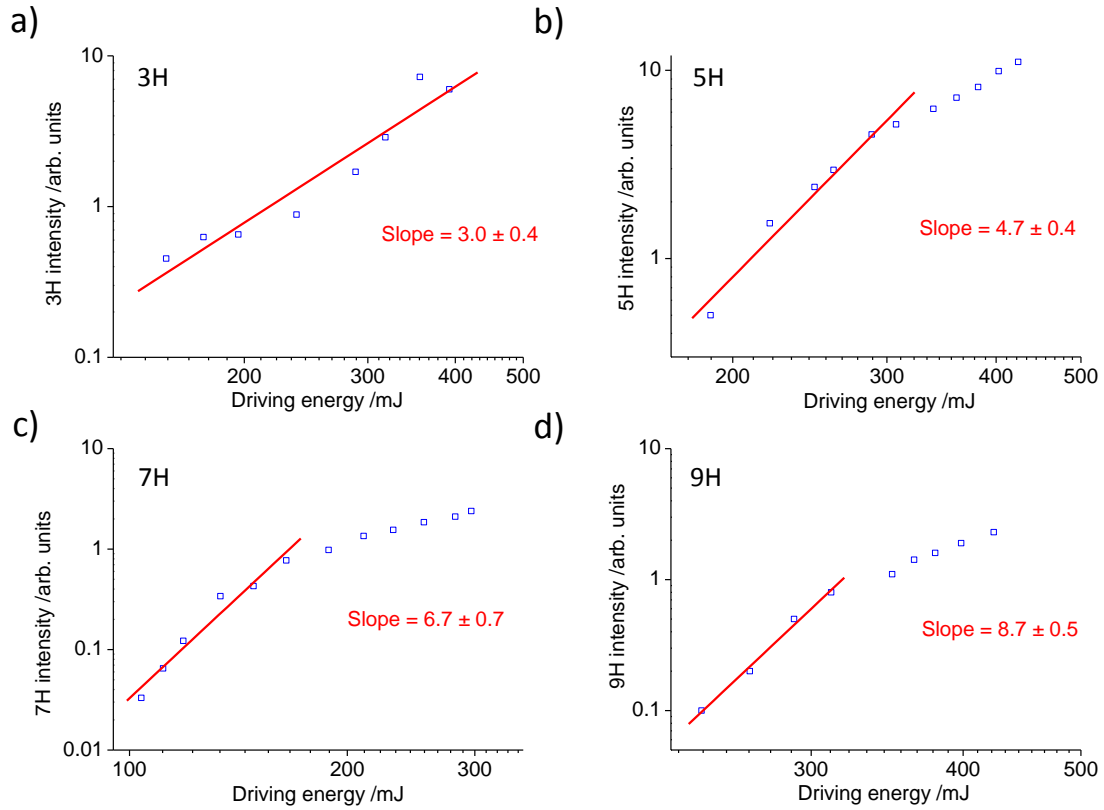 a)
3H
10
1
0.1
3H intensity /arb. units
Slope = 3.0 ± 0.4
200
300
400
500
Driving energy /mJ
b)
5H
10
1
5H intensity /arb. units
Slope = 4.7 ± 0.4
200
300
400
500
Driving energy /mJ
c)
7H
10
1
0.1
0.01
7H intensity /arb. units
Slope = 6.7 ± 0.7
100
200
300
Driving energy /mJ
d)
9H
10
1
0.1
9H intensity /arb. units
Slope = 8.7 ± 0.5
300
400
500
Driving energy /mJ